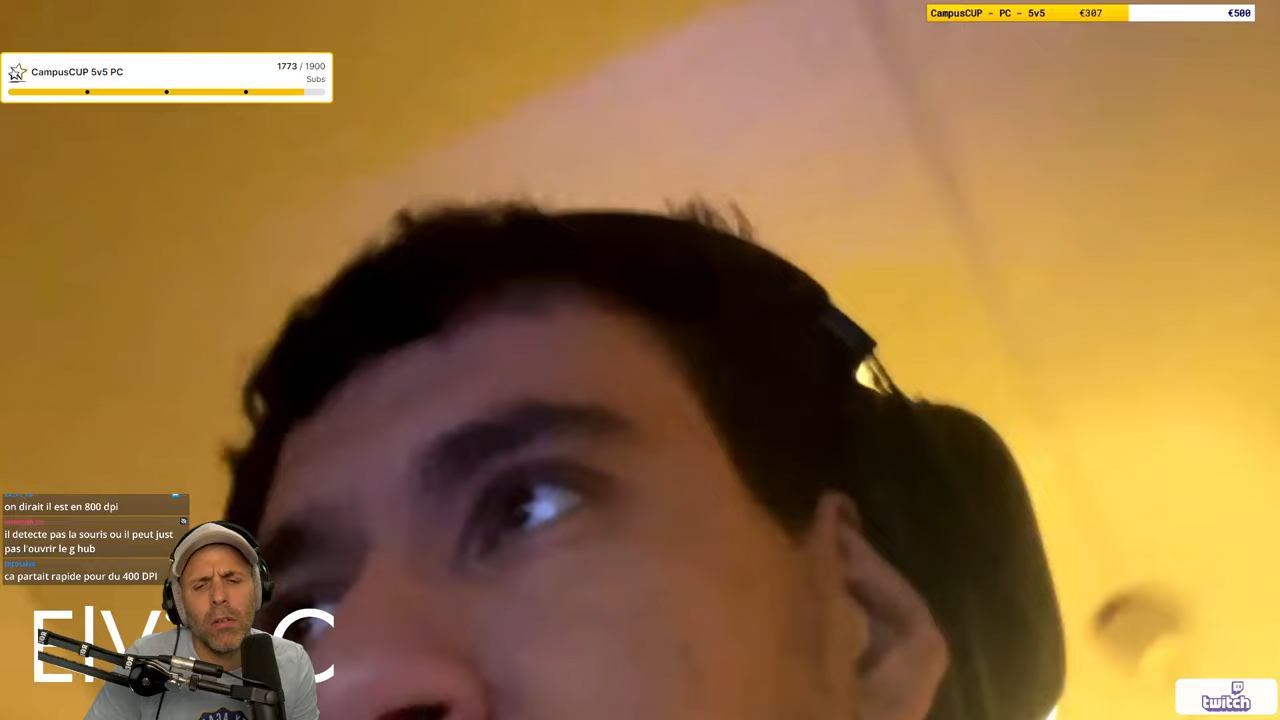 CampusCUP - PC - 5v5 €307 €500
CampusCUP 5v5 PC 1773 / 1900
Subs
on dirait il est en 800 dpi
il detecte pas la souris ou il peut just
pas l'ouvrir le g hub
ca partait rapide pour du 400 DPI
twitch